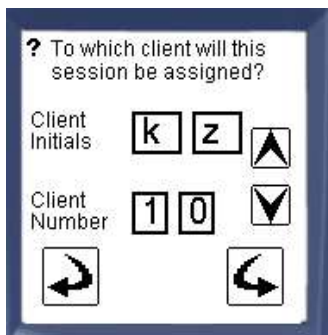 ? To which client will this
session be assigned?
Client
Initials
k z
Client
Number
1 0